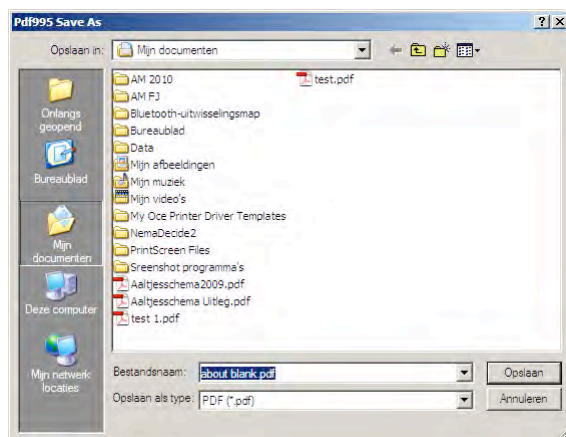 Pdf995 Save As
Opslaan in: Mijn documenten
Onlangs geopend
Bureaublad
Mijn documenten
Deze computer
Mijn netwerklocaties
AM 2010
AM FJ
Bluetooth-uitwisselingsmap
Bureaublad
Data
Mijn afbeeldingen
Mijn muziek
Mijn video's
My Oce Printer Driver Templates
NemaDecide2
PrintScreen Files
Sreenshot programma's
Aaltjesschema2009.pdf
Aaltjesschema Uitleg.pdf
test 1.pdf
test.pdf
Bestandsnaam: about blank.pdf
Opslaan
Opslaan als type: PDF (*.pdf)
Annuleren